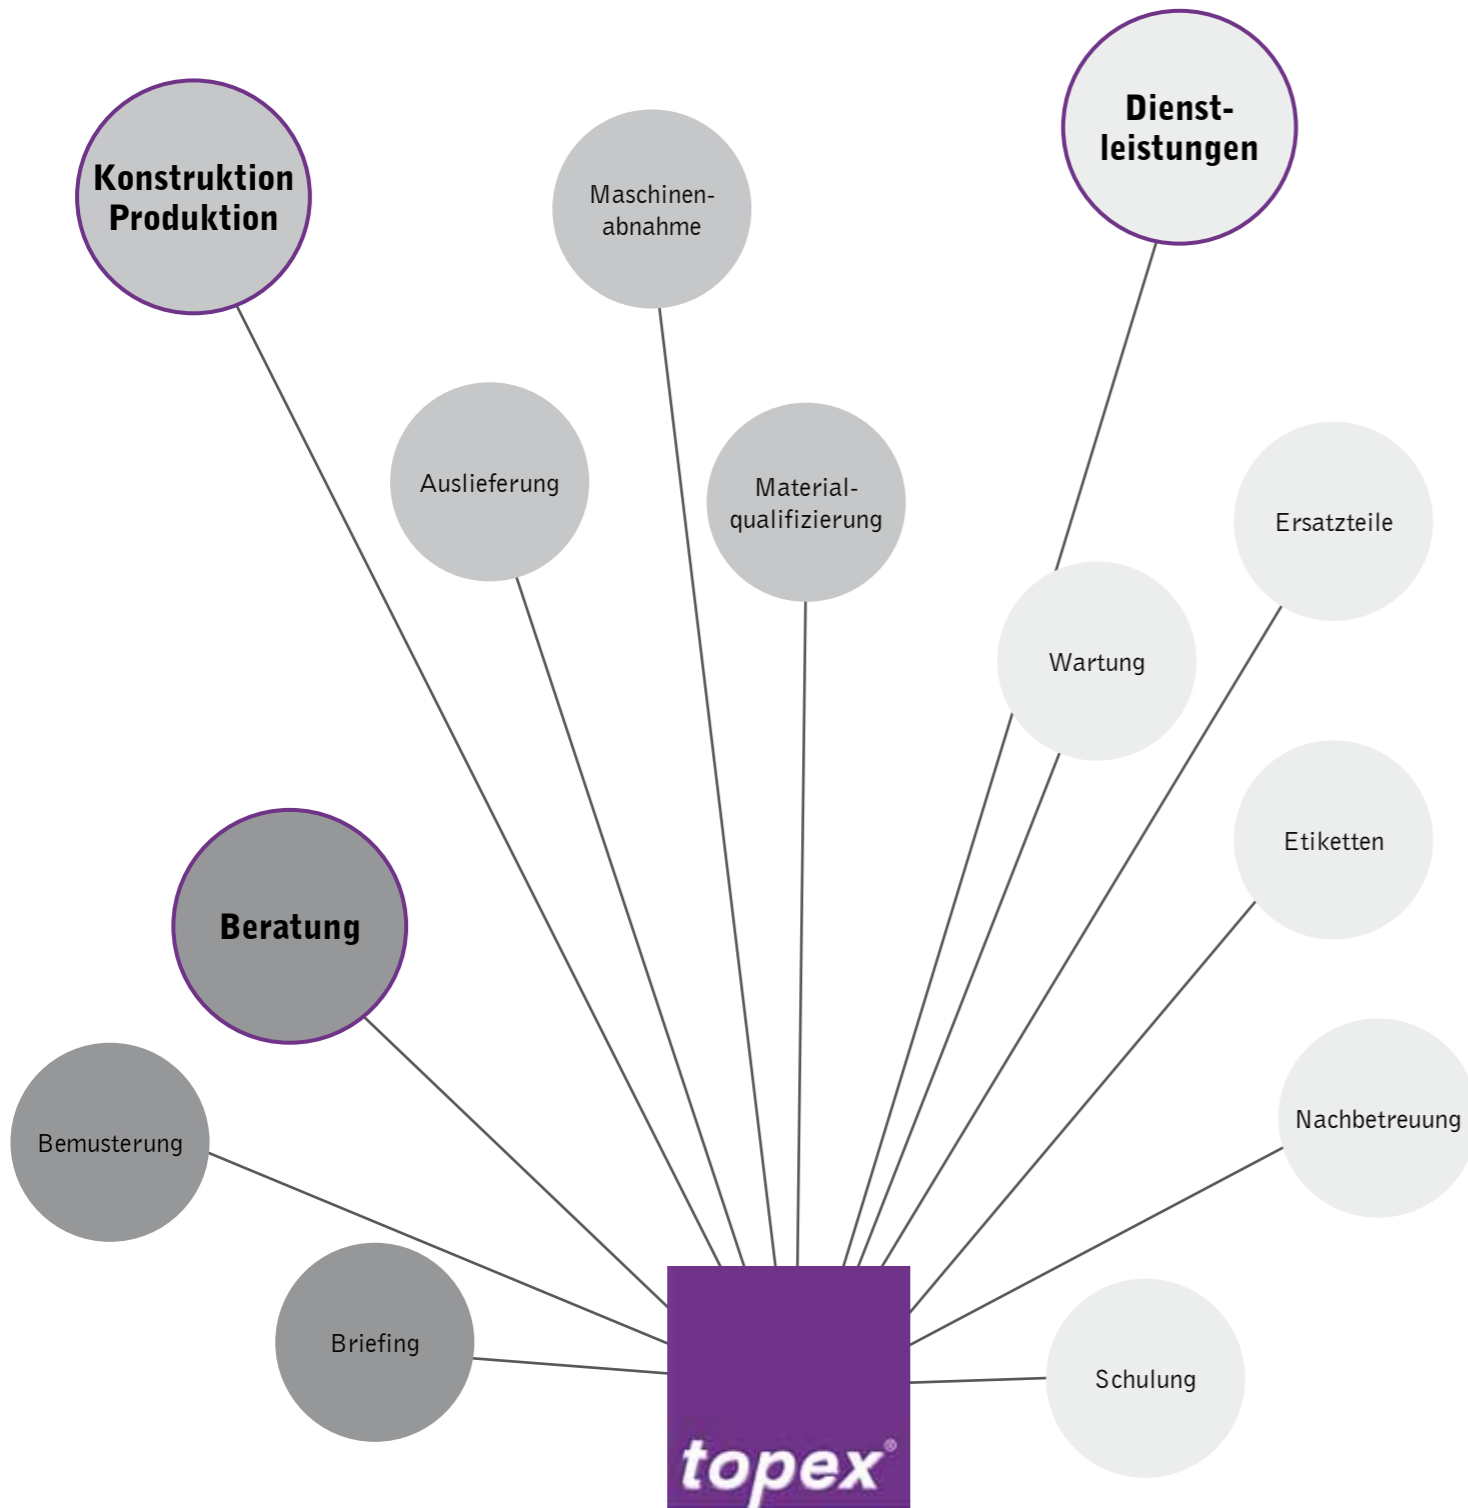 Dienst-
leistungen
Konstruktion
Produktion
Maschinen-
abnahme
Auslieferung
Material-
qualifizierung
Ersatzteile
Wartung
Etiketten
Beratung
Nachbetreuung
Bemusterung
Briefing
Schulung
topex®